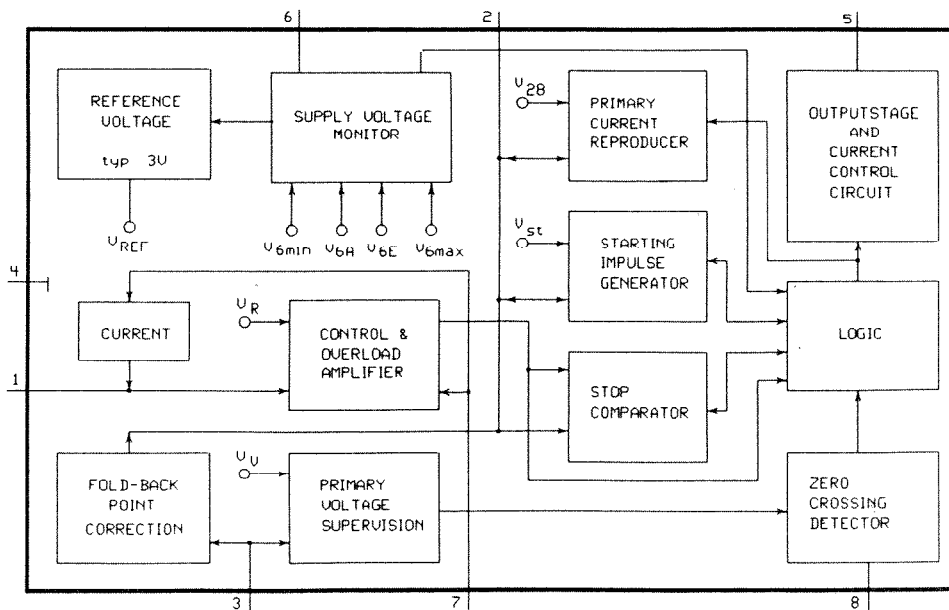 6
2
5
REFERENCE
VOLTAGE
typ 3V
SUPPLY VOLTAGE
MONITOR
V28
PRIMARY
CURRENT
REPRODUCER
OUTPUTSTAGE
AND
CURRENT
CONTROL
CIRCUIT
VREF
V6min
V6A
V6E
V6max
Vst
STARTING
IMPULSE
GENERATOR
4
CURRENT
VR
CONTROL &
OVERLOAD
AMPLIFIER
LOGIC
1
STOP
COMPARATOR
FOLD-BACK
POINT
CORRECTION
VV
PRIMARY
VOLTAGE
SUPERVISION
ZERO
CROSSING
DETECTOR
3
7
8